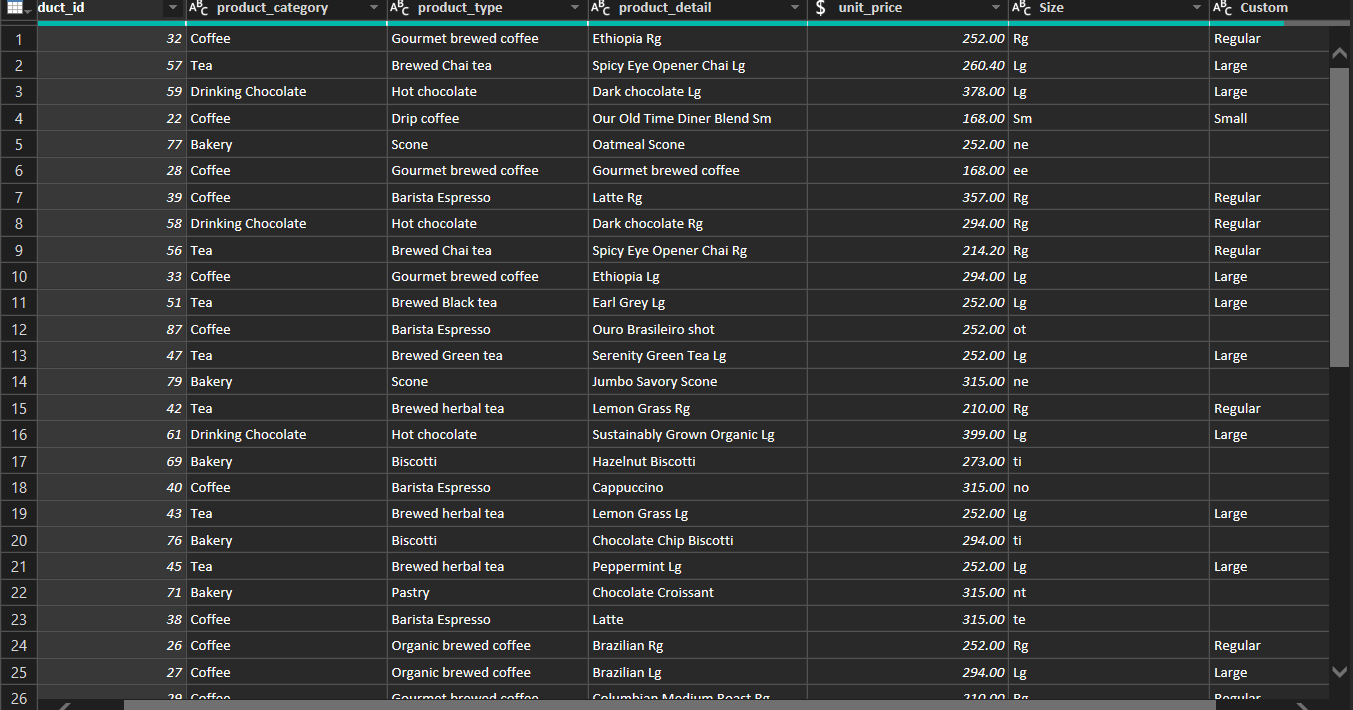 duct_id ABC product_category ABC product_type ABC product_detail $ unit_price ABC Size ABC Custom
1 32 Coffee Gourmet brewed coffee Ethiopia Rg 252.00 Rg Regular
2 57 Tea Brewed Chai tea Spicy Eye Opener Chai Lg 260.40 Lg Large
3 59 Drinking Chocolate Hot chocolate Dark chocolate Lg 378.00 Lg Large
4 22 Coffee Drip coffee Our Old Time Diner Blend Sm 168.00 Sm Small
5 77 Bakery Scone Oatmeal Scone 252.00 ne
6 28 Coffee Gourmet brewed coffee Gourmet brewed coffee 168.00 ee
7 39 Coffee Barista Espresso Latte Rg 357.00 Rg Regular
8 58 Drinking Chocolate Hot chocolate Dark chocolate Rg 294.00 Rg Regular
9 56 Tea Brewed Chai tea Spicy Eye Opener Chai Rg 214.20 Rg Regular
10 33 Coffee Gourmet brewed coffee Ethiopia Lg 294.00 Lg Large
11 51 Tea Brewed Black tea Earl Grey Lg 252.00 Lg Large
12 87 Coffee Barista Espresso Ouro Brasileiro shot 252.00 ot
13 47 Tea Brewed Green tea Serenity Green Tea Lg 252.00 Lg Large
14 79 Bakery Scone Jumbo Savory Scone 315.00 ne
15 42 Tea Brewed herbal tea Lemon Grass Rg 210.00 Rg Regular
16 61 Drinking Chocolate Hot chocolate Sustainably Grown Organic Lg 399.00 Lg Large
17 69 Bakery Biscotti Hazelnut Biscotti 273.00 ti
18 40 Coffee Barista Espresso Cappuccino 315.00 no
19 43 Tea Brewed herbal tea Lemon Grass Lg 252.00 Lg Large
20 76 Bakery Biscotti Chocolate Chip Biscotti 294.00 ti
21 45 Tea Brewed herbal tea Peppermint Lg 252.00 Lg Large
22 71 Bakery Pastry Chocolate Croissant 315.00 nt
23 38 Coffee Barista Espresso Latte 315.00 te
24 26 Coffee Organic brewed coffee Brazilian Rg 252.00 Rg Regular
25 27 Coffee Organic brewed coffee Brazilian Lg 294.00 Lg Large
26 29 Coffee Gourmet brewed coffee Columbian Medium Roast Rg 210.00 Rg Regular